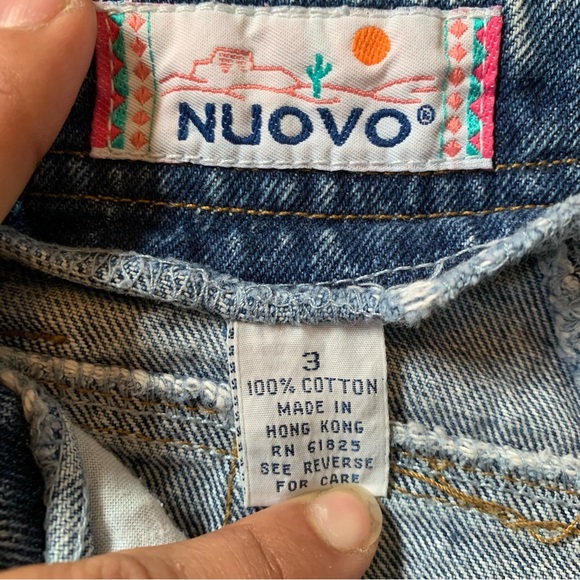 NUOVO®
3
100% COTTON
MADE IN
HONG KONG
RN 61825
SEE REVERSE
FOR CARE